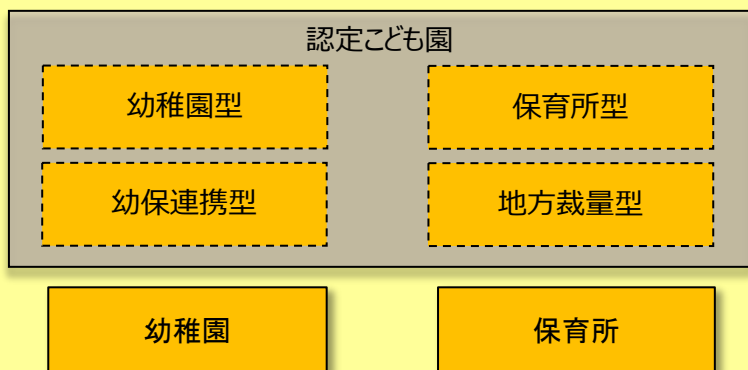 認定こども園
幼稚園型
保育所型
幼保連携型
地方裁量型
幼稚園
保育所